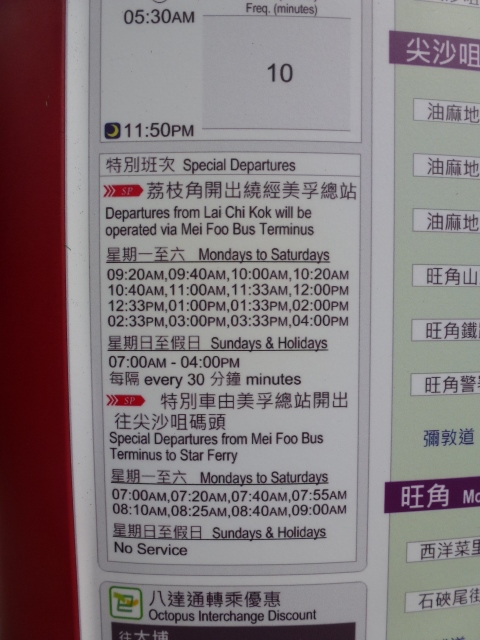 Freq. (minutes)
05:30AM
10
11:50PM
特別班次 Special Departures
SP 荔枝角開出繞經美孚總站
Departures from Lai Chi Kok will be
operated via Mei Foo Bus Terminus
星期一至六 Mondays to Saturdays
09:20AM,09:40AM,10:00AM,10:20AM
10:40AM,11:00AM,11:33AM,12:00PM
12:33PM,01:00PM,01:33PM,02:00PM
02:33PM,03:00PM,03:33PM,04:00PM
星期日至假日 Sundays & Holidays
07:00AM - 04:00PM
每隔 every 30 分鐘 minutes
SP 特別車由美孚總站開出
往尖沙咀碼頭
Special Departures from Mei Foo Bus
Terminus to Star Ferry
星期一至六 Mondays to Saturdays
07:00AM,07:20AM,07:40AM,07:55AM
08:10AM,08:25AM,08:40AM,09:00AM
星期日至假日 Sundays & Holidays
No Service
八達通轉乘優惠
Octopus Interchange Discount
往大埔
尖沙咀
油麻地
油麻地
油麻地
旺角山
旺角鐵
旺角警
彌敦道
旺角 Mo
西洋菜
石硤尾街